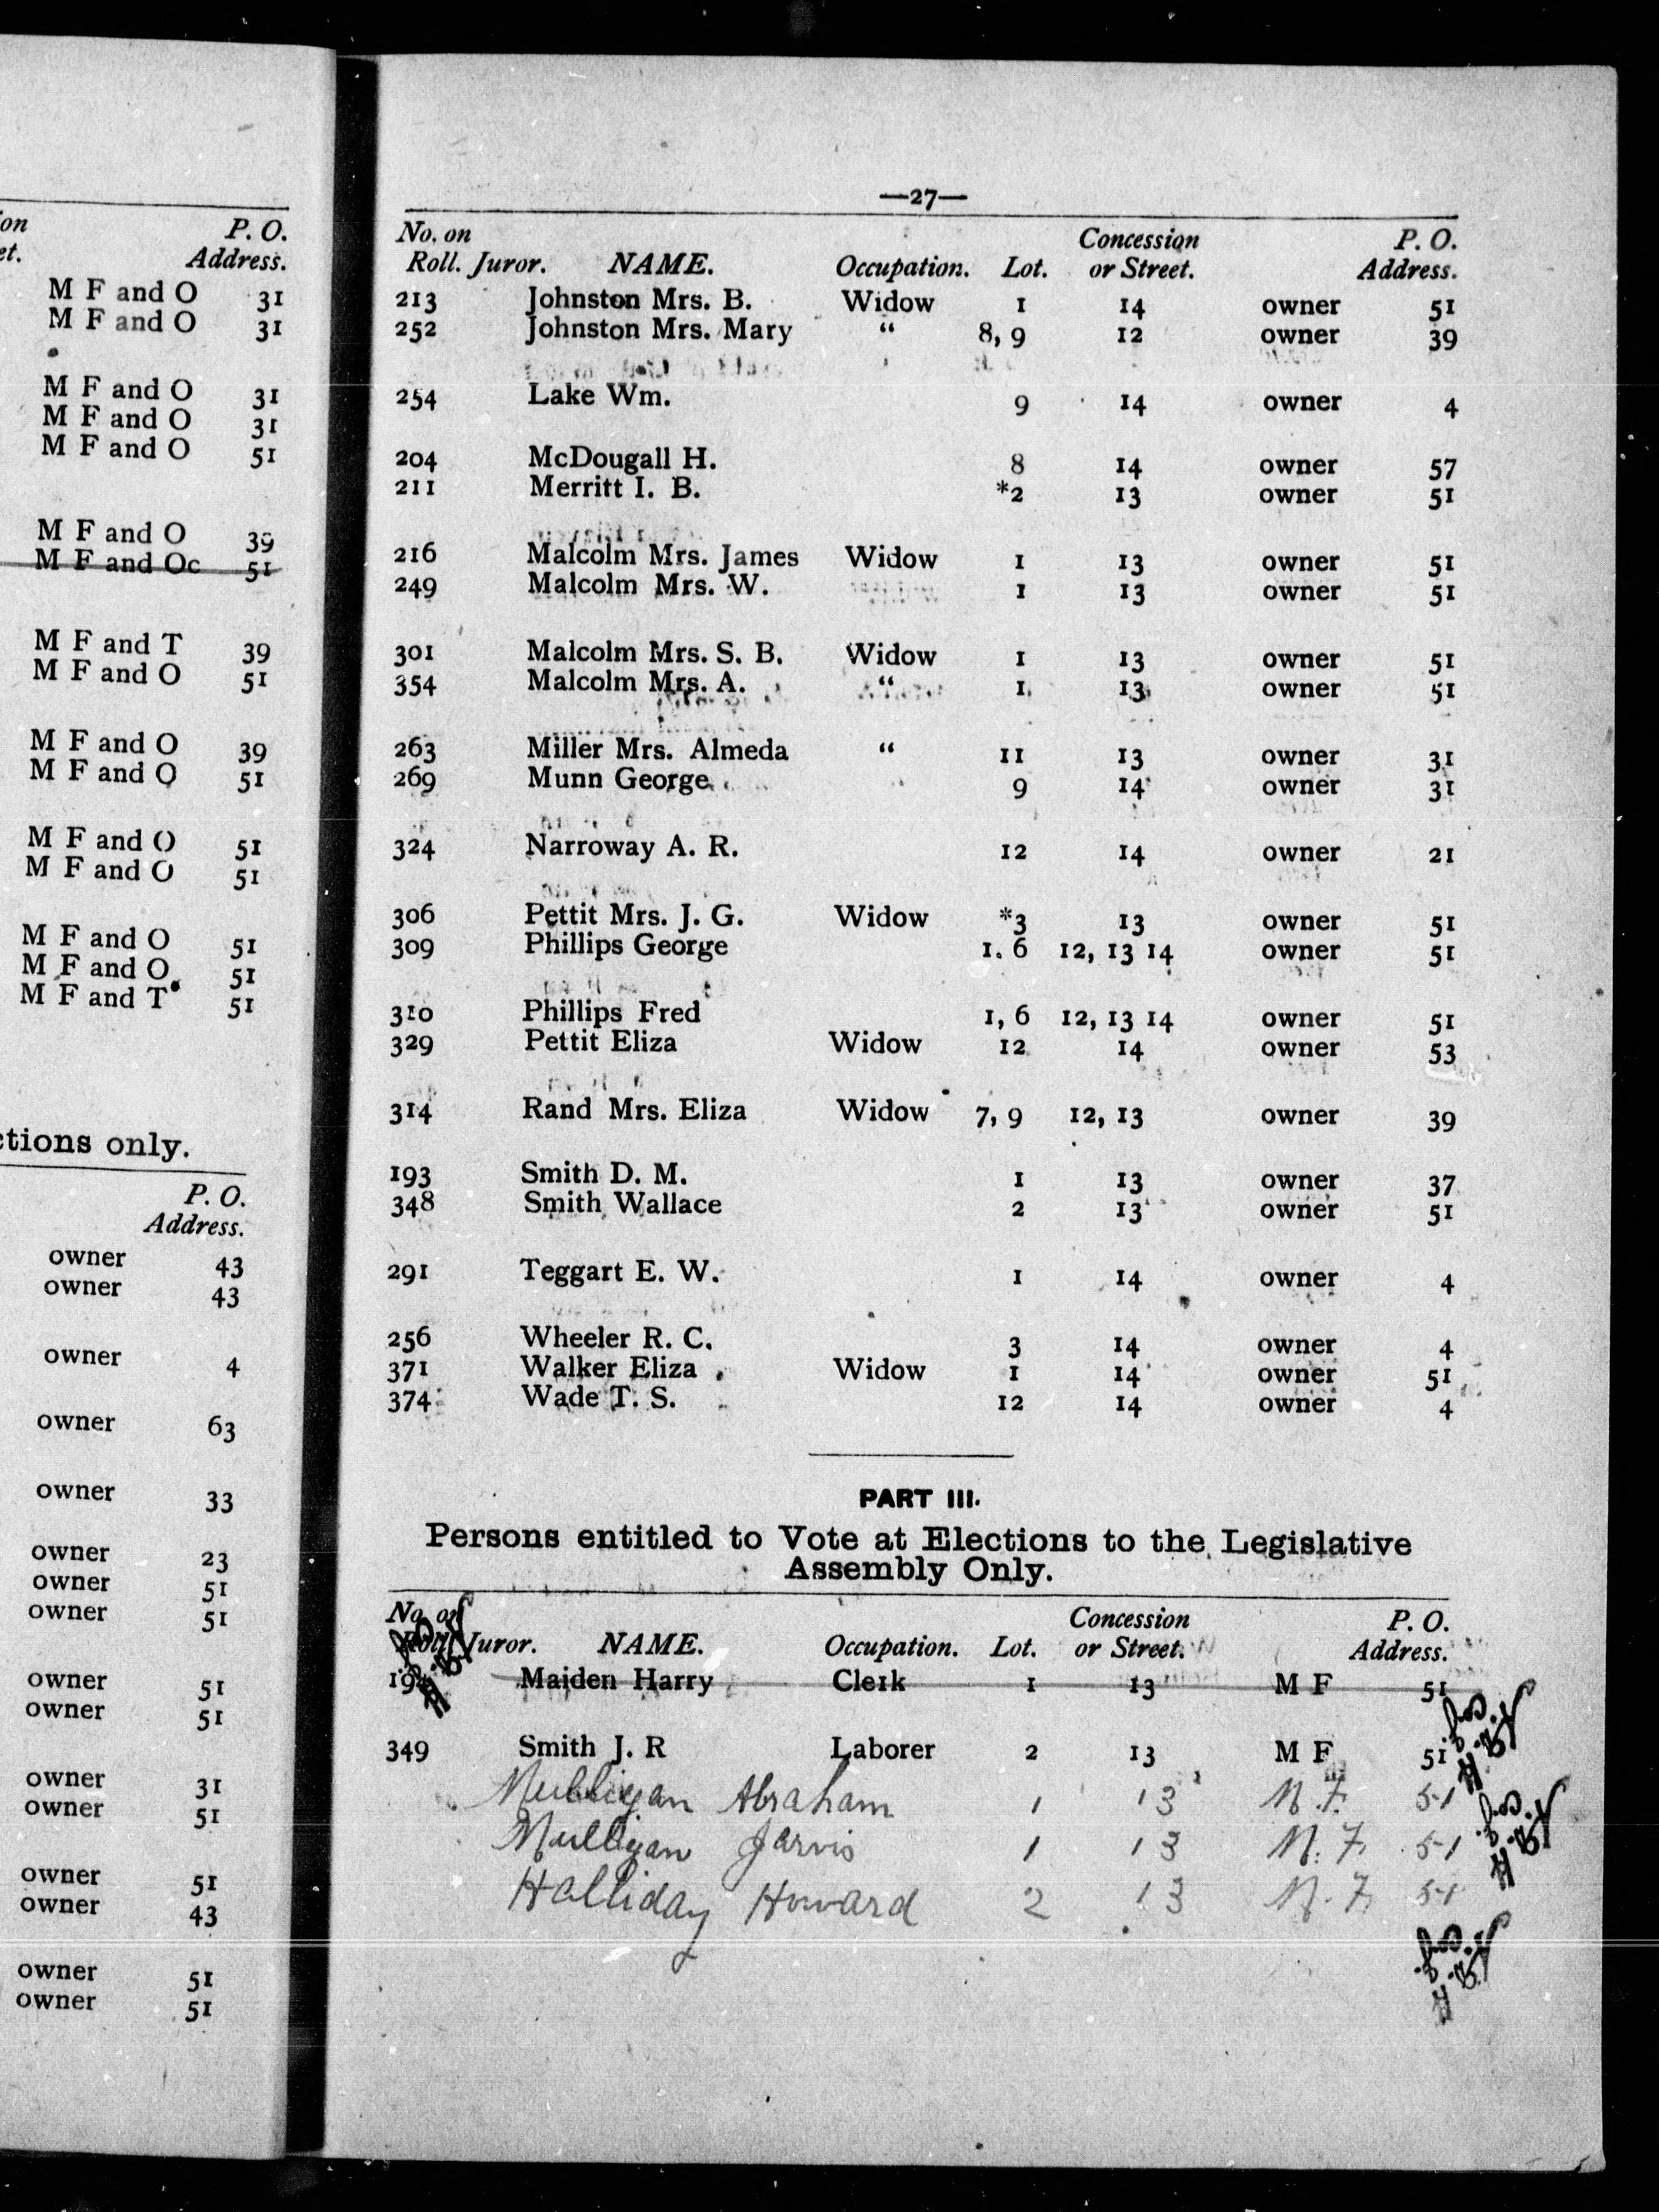 on P. O.
et. Address.
M F and O 31
M F and O 31
M F and O 31
M F and O 31
M F and O 51
M F and O 39
M F and Oc 51
M F and T 39
M F and O 51
M F and O 39
M F and O 51
M F and O 51
M F and O 51
M F and O 51
M F and O 51
M F and T 51
ctions only.
P. O.
Address.
owner 43
owner 43
owner 4
owner 63
owner 33
owner 23
owner 51
owner 51
owner 51
owner 51
owner 31
owner 51
owner 51
owner 43
owner 51
owner 51
—27—
No. on Concession P. O.
Roll. Juror. NAME. Occupation. Lot. or Street. Address.
213 Johnston Mrs. B. Widow 1 14 owner 51
252 Johnston Mrs. Mary “ 8, 9 12 owner 39
254 Lake Wm. 9 14 owner 4
204 McDougall H. 8 14 owner 57
211 Merritt I. B. *2 13 owner 51
216 Malcolm Mrs. James Widow 1 13 owner 51
249 Malcolm Mrs. W. 1 13 owner 51
301 Malcolm Mrs. S. B. Widow 1 13 owner 51
354 Malcolm Mrs. A. “ 1 13 owner 51
263 Miller Mrs. Almeda “ 11 13 owner 31
269 Munn George 9 14 owner 31
324 Narroway A. R. 12 14 owner 21
306 Pettit Mrs. J. G. Widow *3 13 owner 51
309 Phillips George 1. 6 12, 13 14 owner 51
310 Phillips Fred 1, 6 12, 13 14 owner 51
329 Pettit Eliza Widow 12 14 owner 53
314 Rand Mrs. Eliza Widow 7, 9 12, 13 owner 39
193 Smith D. M. 1 13 owner 37
348 Smith Wallace 2 13 owner 51
291 Teggart E. W. 1 14 owner 4
256 Wheeler R. C. 3 14 owner 4
371 Walker Eliza Widow 1 14 owner 51
374 Wade T. S. 12 14 owner 4
PART III.
Persons entitled to Vote at Elections to the Legislative
Assembly Only.
No. on Concession P. O.
Roll. Juror. NAME. Occupation. Lot. or Street. Address.
Maiden Harry Clerk 1 13 M F 51
349 Smith J. R Laborer 2 13 M F 51
Mulligan Abraham 1 13 M. F. 51
Mulligan Jarvis 1 13 M. F. 51
Halliday Howard 2 13 M. F. 51